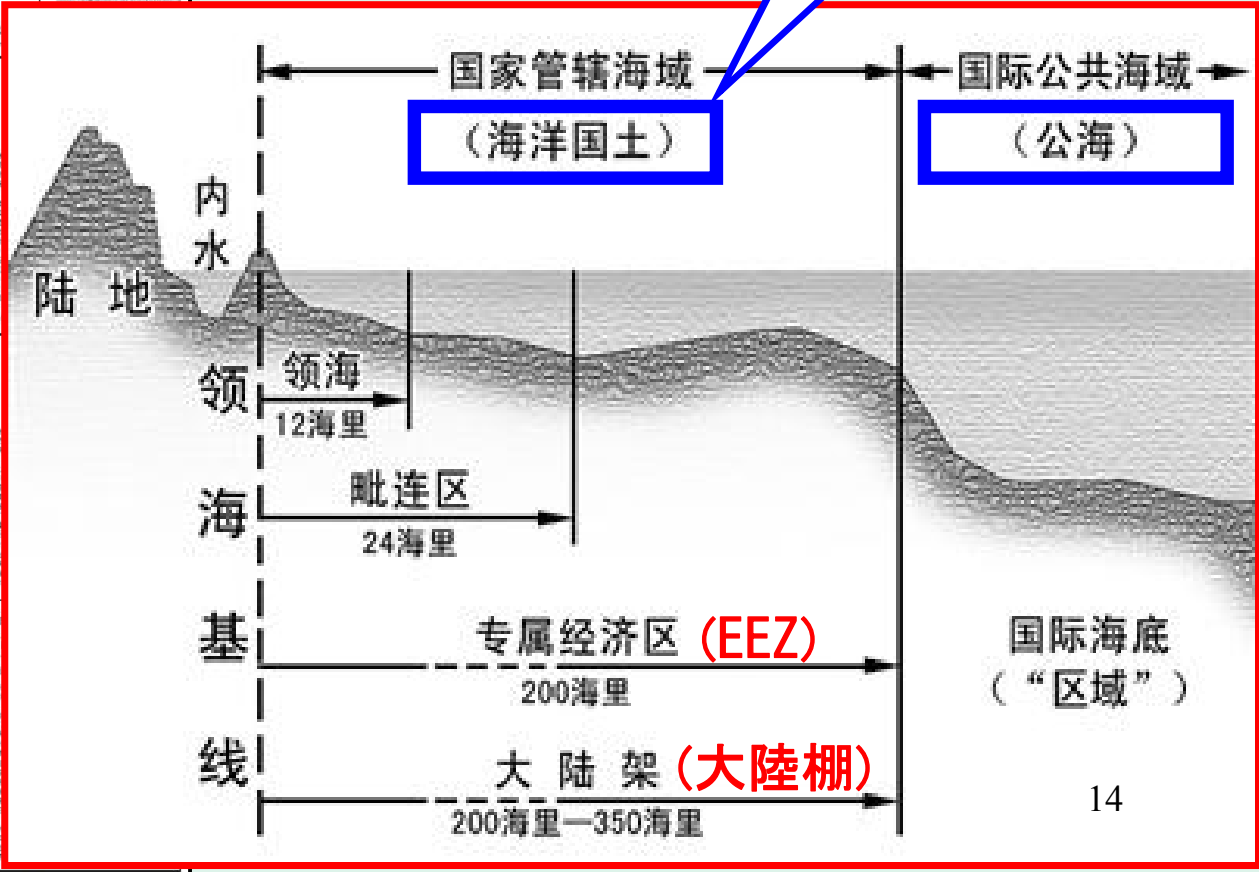 国家管辖海域
国际公共海域
（海洋国土）
（公海）
内水
陆地
领海基线
领海
12海里
毗连区
24海里
专属经济区 (EEZ)
200海里
国际海底
（“区域”）
大陆架 (大陸棚)
200海里—350海里
14